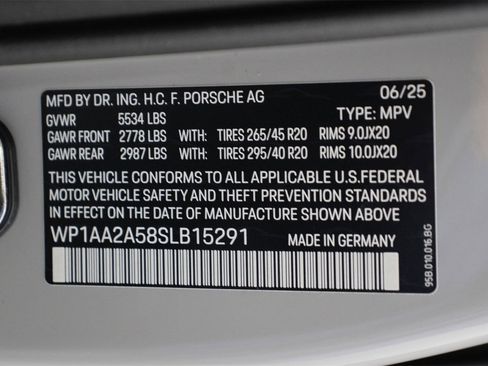 MFD BY DR. ING. H.C. F. PORSCHE AG 06/25
GVWR 5534 LBS TYPE: MPV
GAWR FRONT 2778 LBS WITH: TIRES 265/45 R20 RIMS 9.0JX20
GAWR REAR 2987 LBS WITH: TIRES 295/40 R20 RIMS 10.0JX20
THIS VEHICLE CONFORMS TO ALL APPLICABLE U.S.FEDERAL
MOTOR VEHICLE SAFETY AND THEFT PREVENTION STANDARDS
IN EFFECT ON THE DATE OF MANUFACTURE SHOWN ABOVE
WP1AA2A58SLB15291 MADE IN GERMANY
95B.010.016.BG